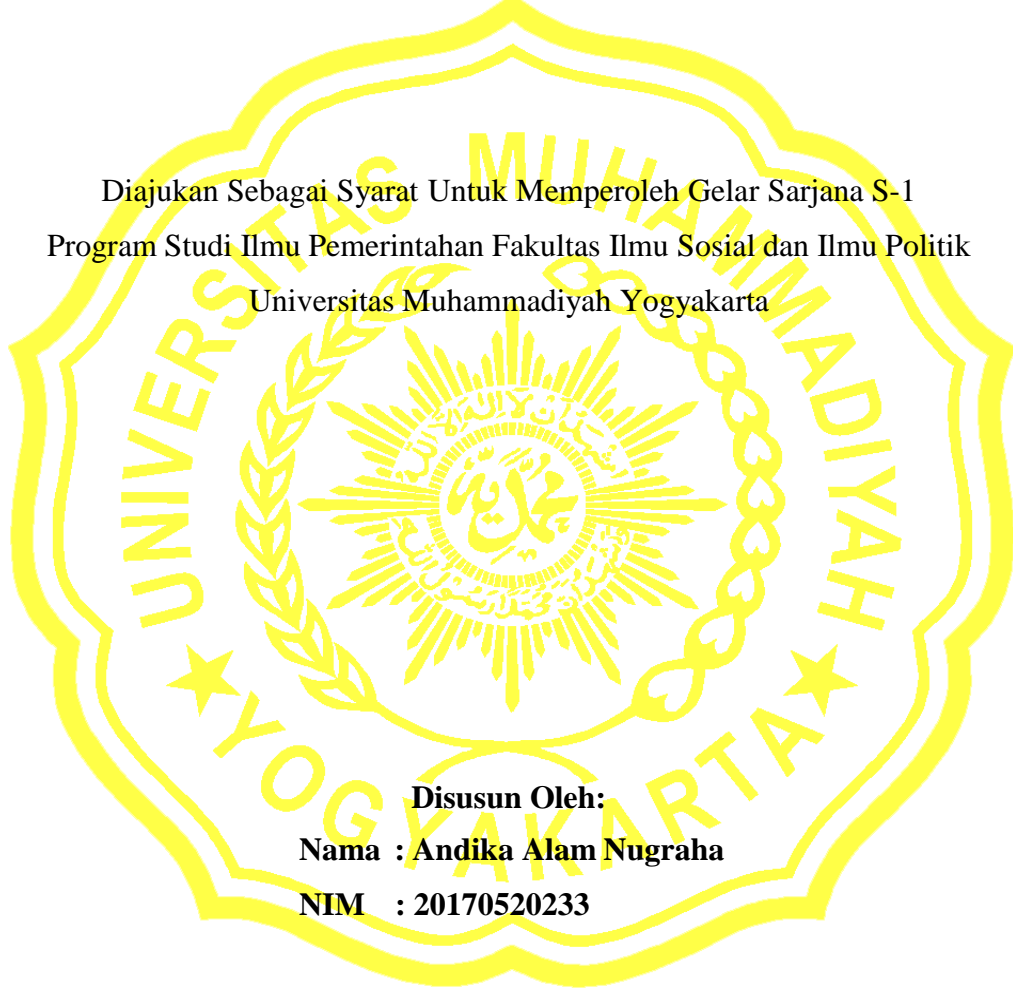 Diajukan Sebagai Syarat Untuk Memperoleh Gelar Sarjana S-1
Program Studi Ilmu Pemerintahan Fakultas Ilmu Sosial dan Ilmu Politik
Universitas Muhammadiyah Yogyakarta
UNIVERSITAS MUHAMMADIYAH
★ YOGYAKARTA ★
Disusun Oleh:
Nama : Andika Alam Nugraha
NIM : 20170520233